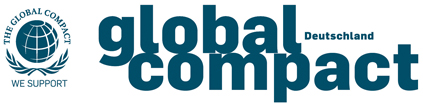 THE GLOBAL COMPACT
WE SUPPORT
global
Deutschland
compact